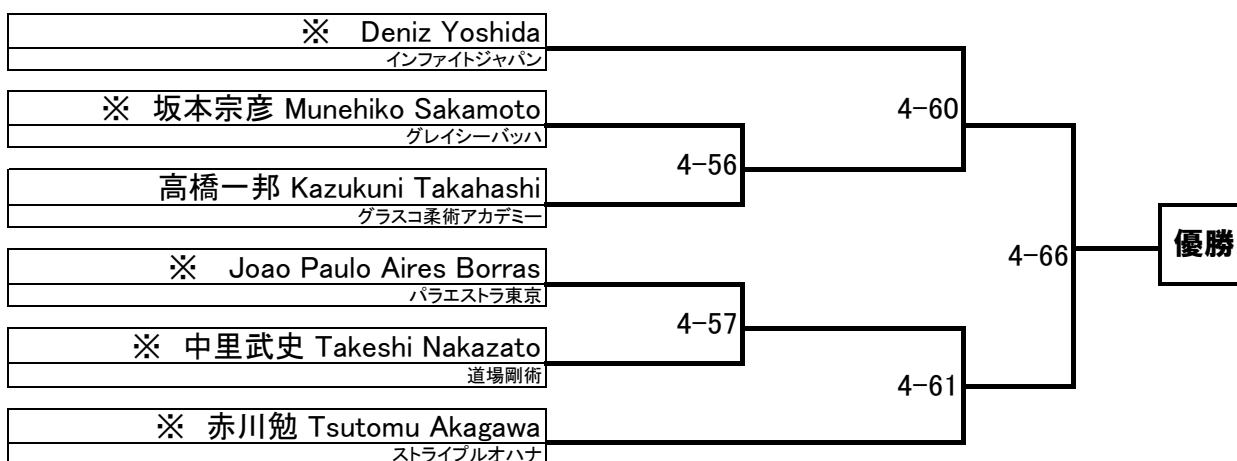 ※ Deniz Yoshida
インファイトジャパン
※ 坂本宗彦 Munehiko Sakamoto
グレイシーバッハ
4-60
4-56
高橋一邦 Kazukuni Takahashi
グラスコ柔術アカデミー
優勝
4-66
※ Joao Paulo Aires Borras
パラエストラ東京
4-57
※ 中里武史 Takeshi Nakazato
道場剛術
4-61
※ 赤川勉 Tsutomu Akagawa
ストライプルオハナ